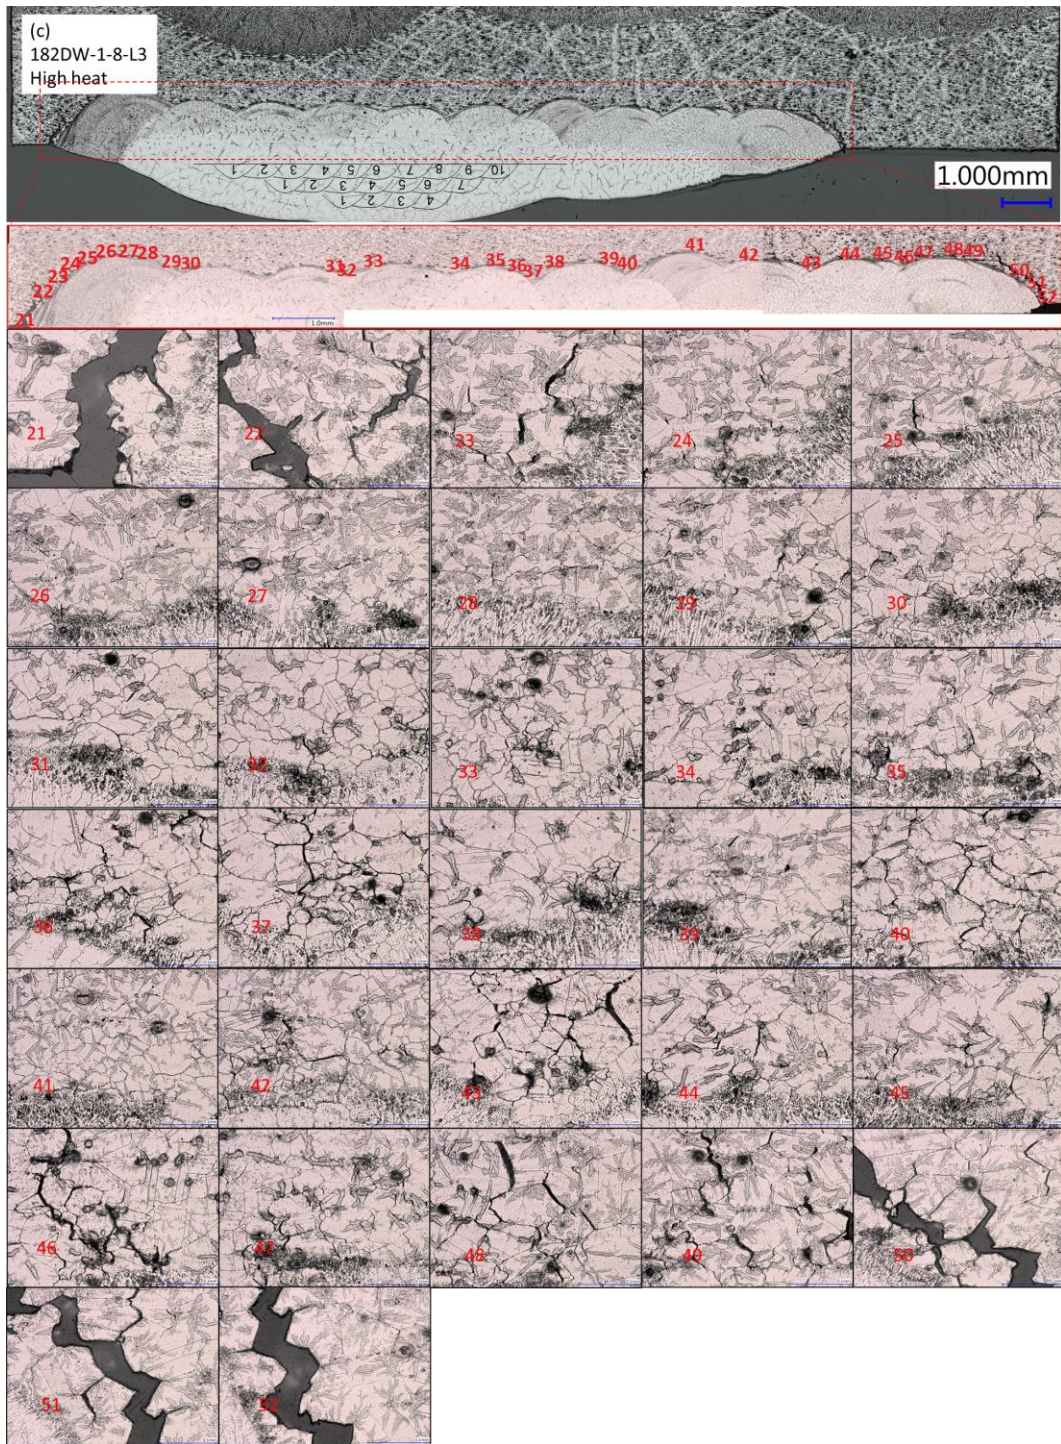 (c)
182DW-1-8-L3
High heat
1 2 3 4 5 6 7 8 9 10
1 2 3 4 5 6 7
1 2 3 4
1.000mm
21 22 23 24 25 26 27 28 29 30 31 32 33 34 35 36 37 38 39 40 41 42 43 44 45 46 47 48 49 50 51 52
1.0mm
21 22 23 24 25
26 27 28 29 30
31 32 33 34 35
36 37 38 39 40
41 42 43 44 45
46 47 48 49 50
51 52